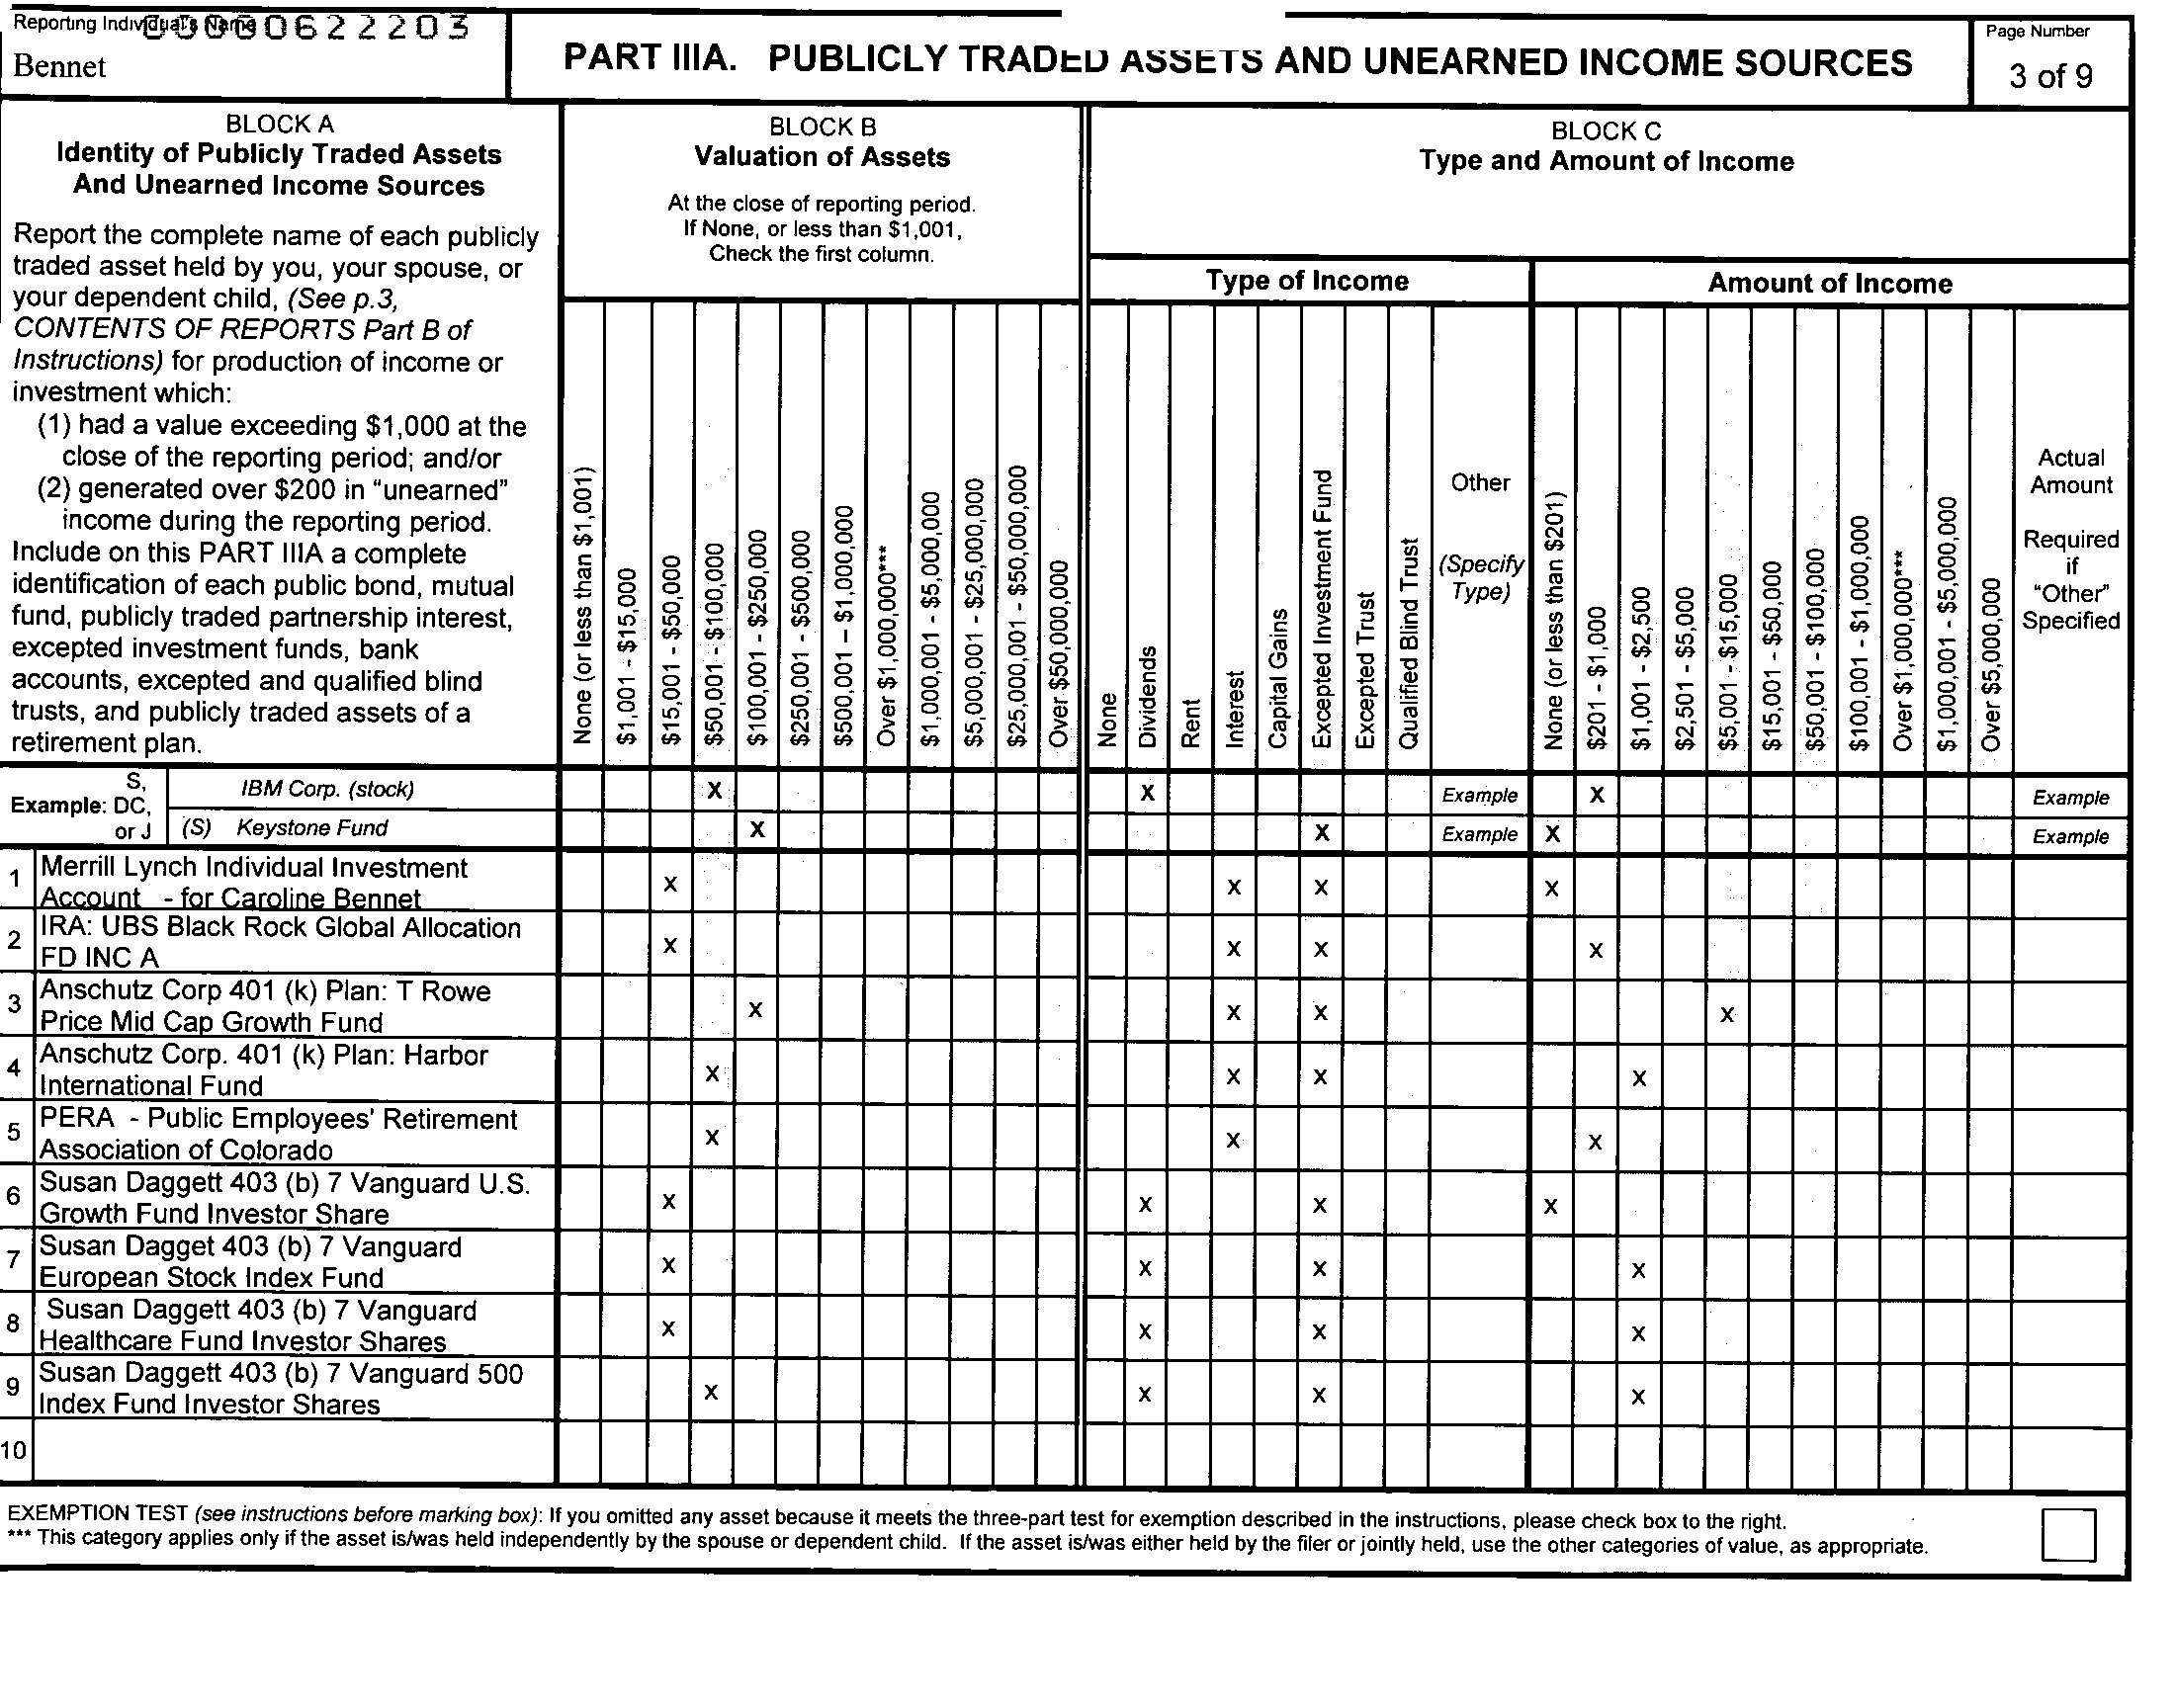 Reporting Individual's Name 0000622203
Bennet
PART IIIA. PUBLICLY TRADED ASSETS AND UNEARNED INCOME SOURCES
Page Number
3 of 9
BLOCK A
Identity of Publicly Traded Assets
And Unearned Income Sources
Report the complete name of each publicly
traded asset held by you, your spouse, or
your dependent child, (See p.3,
CONTENTS OF REPORTS Part B of
Instructions) for production of income or
investment which:
(1) had a value exceeding $1,000 at the
close of the reporting period; and/or
(2) generated over $200 in "unearned"
income during the reporting period.
Include on this PART IIIA a complete
identification of each public bond, mutual
fund, publicly traded partnership interest,
excepted investment funds, bank
accounts, excepted and qualified blind
trusts, and publicly traded assets of a
retirement plan.
BLOCK B
Valuation of Assets
At the close of reporting period.
If None, or less than $1,001,
Check the first column.
None (or less than $1,001)
$1,001 - $15,000
$15,001 - $50,000
$50,001 - $100,000
$100,001 - $250,000
$250,001 - $500,000
$500,001 – $1,000,000
Over $1,000,000***
$1,000,001 - $5,000,000
$5,000,001 - $25,000,000
$25,000,001 - $50,000,000
Over $50,000,000
BLOCK C
Type and Amount of Income
Type of Income
None
Dividends
Rent
Interest
Capital Gains
Excepted Investment Fund
Excepted Trust
Qualified Blind Trust
Other
(Specify
Type)
Amount of Income
None (or less than $201)
$201 - $1,000
$1,001 - $2,500
$2,501 - $5,000
$5,001 - $15,000
$15,001 - $50,000
$50,001 - $100,000
$100,001 - $1,000,000
Over $1,000,000***
$1,000,001 - $5,000,000
Over $5,000,000
Actual
Amount
Required
if
"Other"
Specified
Example: S, DC, or J
IBM Corp. (stock) X X Example X Example
(S) Keystone Fund X X Example X Example
1 Merrill Lynch Individual Investment
Account - for Caroline Bennet X X X X
2 IRA: UBS Black Rock Global Allocation
FD INC A X X X X
3 Anschutz Corp 401 (k) Plan: T Rowe
Price Mid Cap Growth Fund X X X X
4 Anschutz Corp. 401 (k) Plan: Harbor
International Fund X X X X
5 PERA - Public Employees' Retirement
Association of Colorado X X X
6 Susan Daggett 403 (b) 7 Vanguard U.S.
Growth Fund Investor Share X X X X
7 Susan Dagget 403 (b) 7 Vanguard
European Stock Index Fund X X X X
8 Susan Daggett 403 (b) 7 Vanguard
Healthcare Fund Investor Shares X X X X
9 Susan Daggett 403 (b) 7 Vanguard 500
Index Fund Investor Shares X X X X
10
EXEMPTION TEST (see instructions before marking box): If you omitted any asset because it meets the three-part test for exemption described in the instructions, please check box to the right.
*** This category applies only if the asset is/was held independently by the spouse or dependent child. If the asset is/was either held by the filer or jointly held, use the other categories of value, as appropriate.